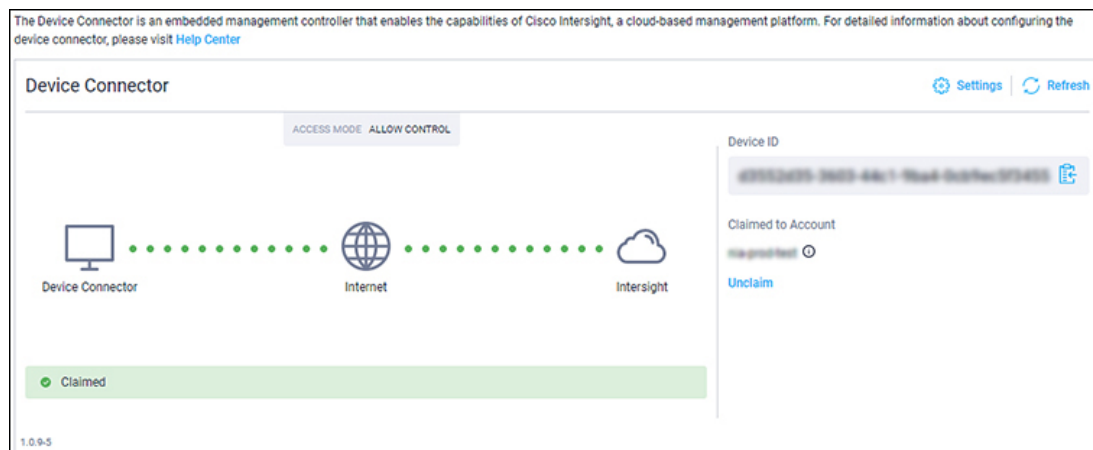 The Device Connector is an embedded management controller that enables the capabilities of Cisco Intersight, a cloud-based management platform. For detailed information about configuring the
device connector, please visit Help Center
Device Connector
Settings
Refresh
ACCESS MODE ALLOW CONTROL
Device ID
Device Connector
Internet
Intersight
Claimed to Account
Unclaim
Claimed
1.0.9-5